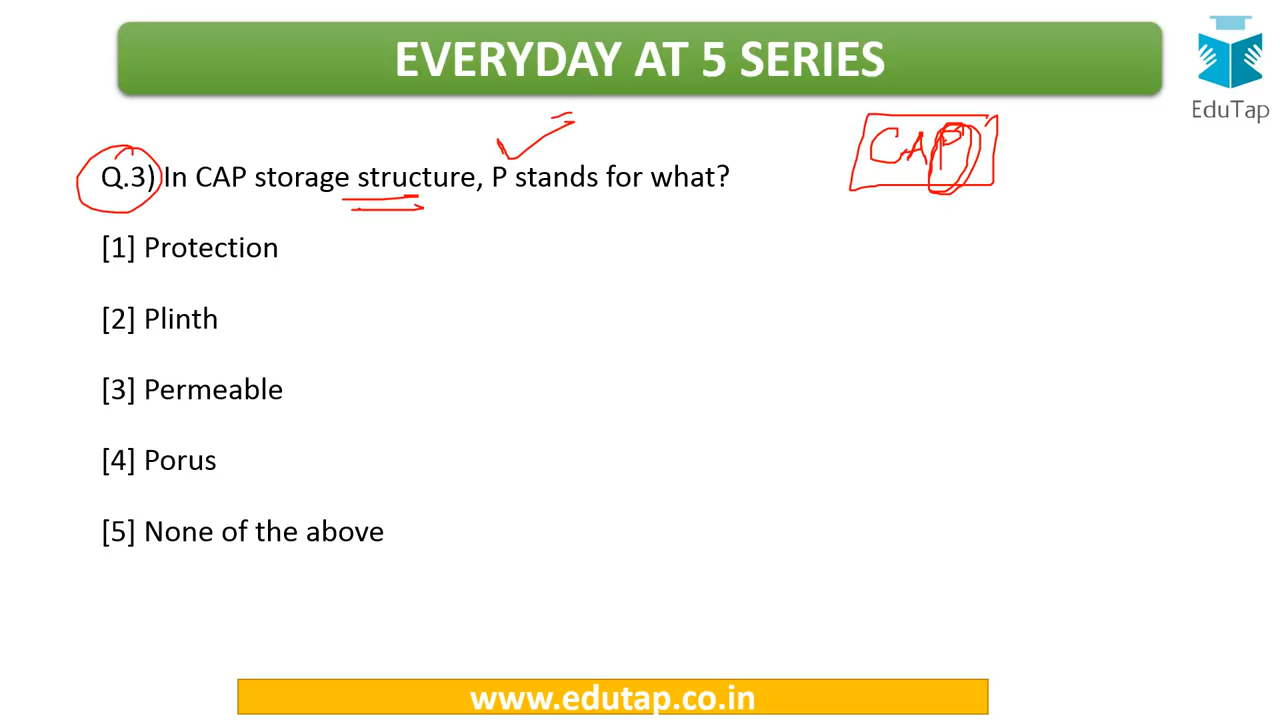 EVERYDAY AT 5 SERIES
EduTap
CAP
Q.3) In CAP storage structure, P stands for what?
[1] Protection
[2] Plinth
[3] Permeable
[4] Porus
[5] None of the above
www.edutap.co.in